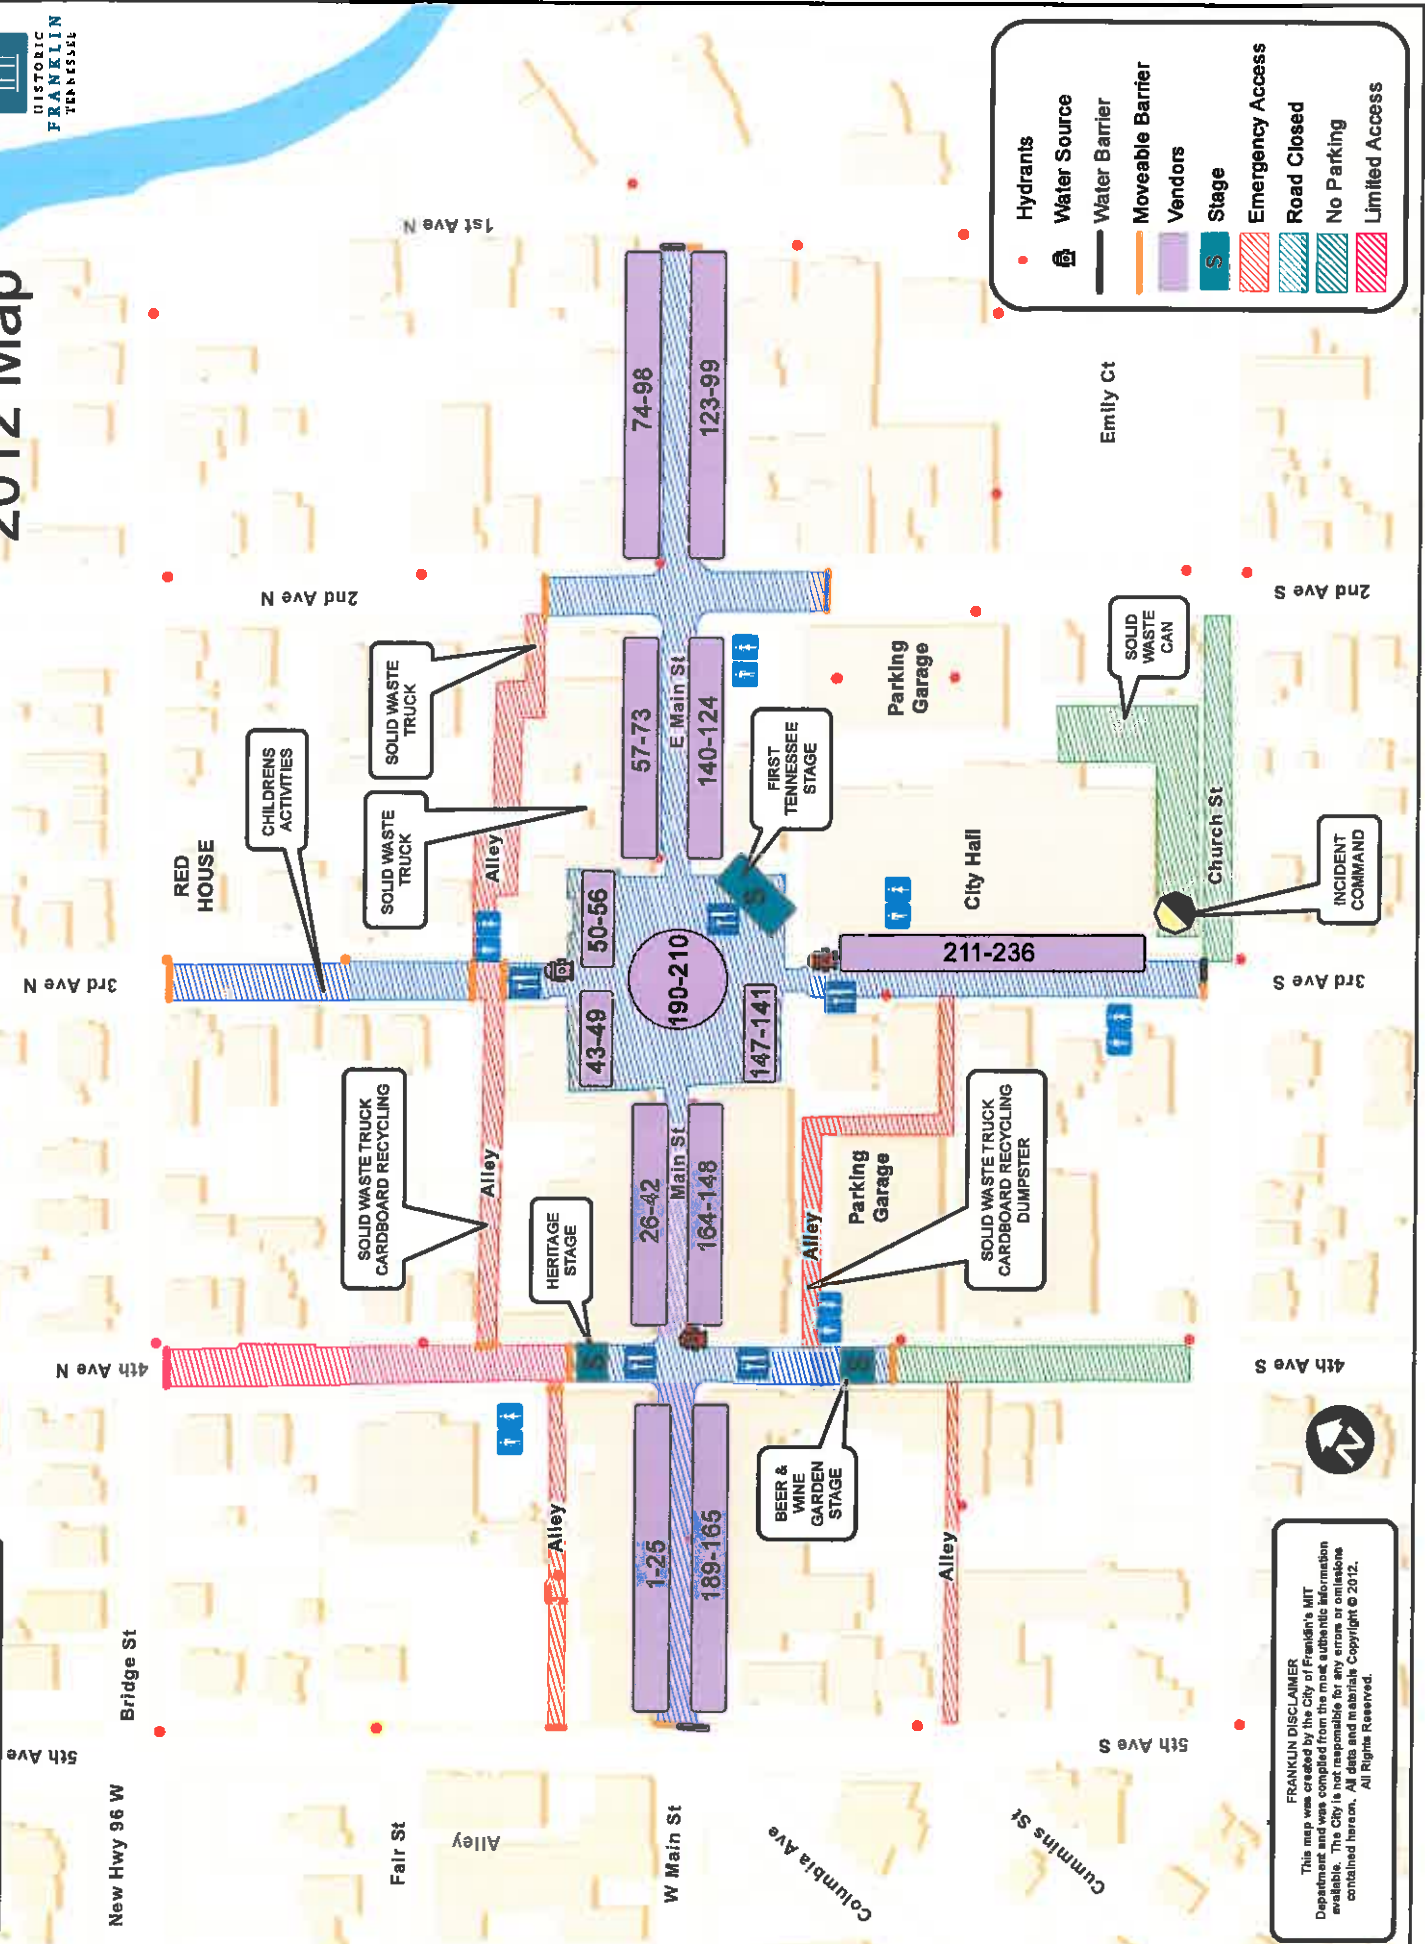 2012 Map
HISTORIC
FRANKLIN
TENNESSEE
Hydrants
Water Source
Water Barrier
Moveable Barrier
Vendors
S
Stage
Emergency Access
Road Closed
No Parking
Limited Access
1st Ave N
2nd Ave N
3rd Ave N
4th Ave N
5th Ave
2nd Ave S
3rd Ave S
4th Ave S
5th Ave S
New Hwy 96 W
Bridge St
Fair St
Alley
W Main St
Columbia Ave
Cummins St
Main St
E Main St
Church St
Emily Ct
RED
HOUSE
CHILDRENS
ACTIVITIES
SOLID WASTE
TRUCK
SOLID WASTE
TRUCK
SOLID WASTE TRUCK
CARDBOARD RECYCLING
HERITAGE
STAGE
S
Alley
Alley
Alley
Alley
Alley
1-25
26-42
43-49
50-56
57-73
74-98
123-99
140-124
147-141
164-148
189-165
190-210
211-236
FIRST
TENNESSEE
STAGE
S
Parking
Garage
City Hall
SOLID
WASTE
CAN
INCIDENT
COMMAND
Parking
Garage
SOLID WASTE TRUCK
CARDBOARD RECYCLING
DUMPSTER
BEER &
WINE
GARDEN
STAGE
S
N
FRANKLIN DISCLAIMER
This map was created by the City of Franklin's MIT
Department and was compiled from the most authentic information
available. The City is not responsible for any errors or omissions
contained hereon. All data and materials Copyright © 2012.
All Rights Reserved.